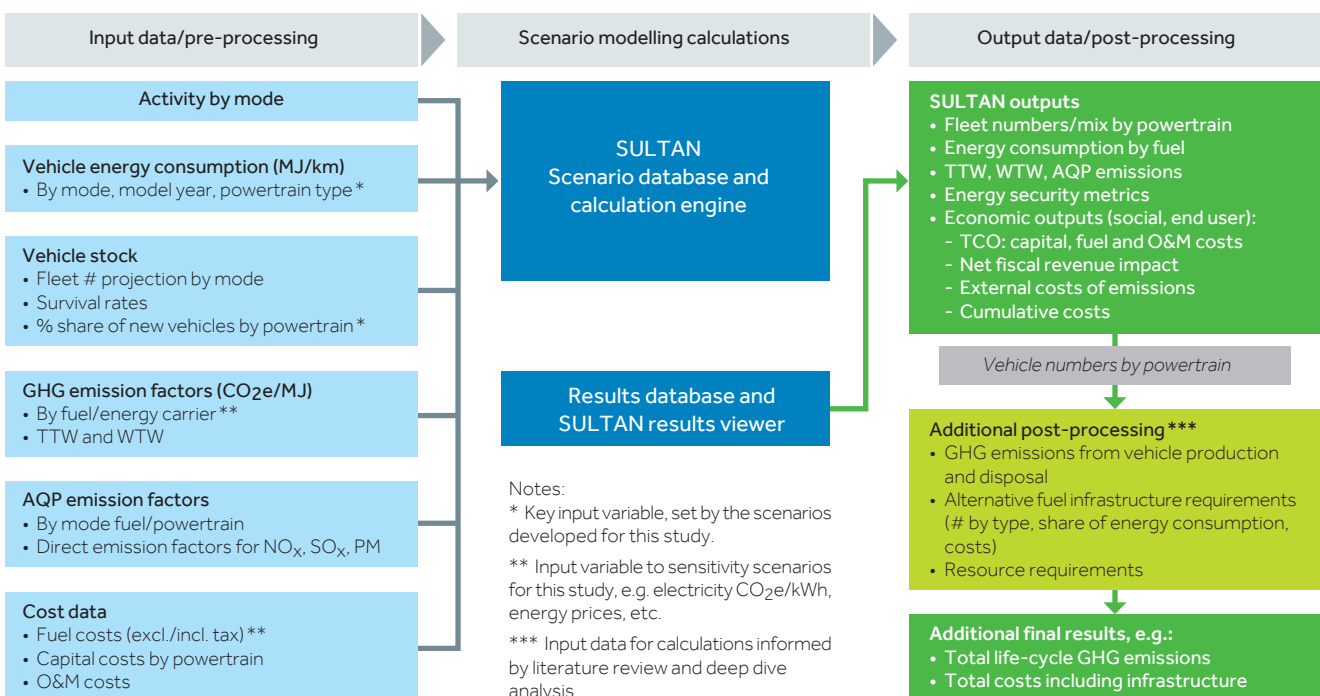 Input data/pre-processing
Scenario modelling calculations
Output data/post-processing
Activity by mode
Vehicle energy consumption (MJ/km)
• By mode, model year, powertrain type *
Vehicle stock
• Fleet # projection by mode
• Survival rates
• % share of new vehicles by powertrain *
GHG emission factors (CO2e/MJ)
• By fuel/energy carrier **
• TTW and WTW
AQP emission factors
• By mode fuel/powertrain
• Direct emission factors for NOX, SOX, PM
Cost data
• Fuel costs (excl./incl. tax) **
• Capital costs by powertrain
• O&M costs
SULTAN
Scenario database and
calculation engine
Results database and
SULTAN results viewer
Notes:
* Key input variable, set by the scenarios
developed for this study.
** Input variable to sensitivity scenarios
for this study, e.g. electricity CO2e/kWh,
energy prices, etc.
*** Input data for calculations informed
by literature review and deep dive
analysis
SULTAN outputs
• Fleet numbers/mix by powertrain
• Energy consumption by fuel
• TTW, WTW, AQP emissions
• Energy security metrics
• Economic outputs (social, end user):
- TCO: capital, fuel and O&M costs
- Net fiscal revenue impact
- External costs of emissions
- Cumulative costs
Vehicle numbers by powertrain
Additional post-processing ***
• GHG emissions from vehicle production
and disposal
• Alternative fuel infrastructure requirements
(# by type, share of energy consumption,
costs)
• Resource requirements
Additional final results, e.g.:
• Total life-cycle GHG emissions
• Total costs including infrastructure